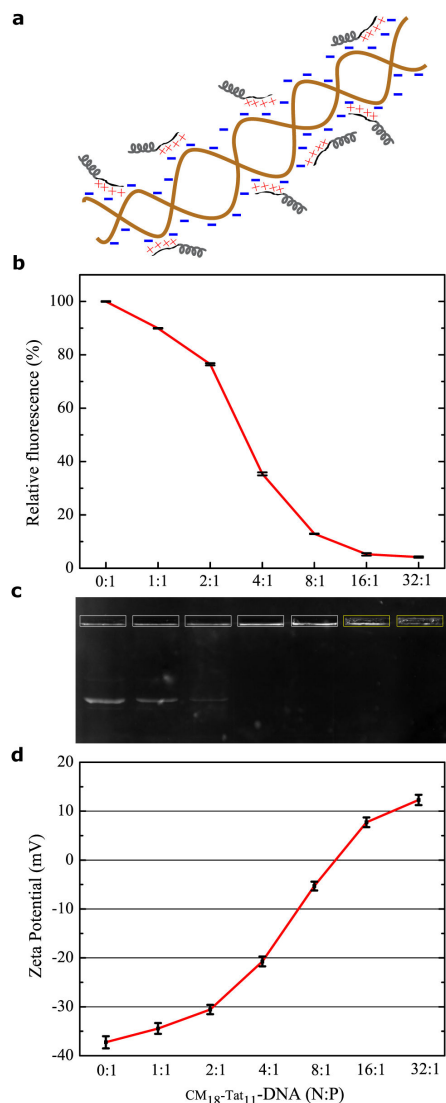 a
b
Relative fluorescence (%)
100
80
60
40
20
0
0:1 1:1 2:1 4:1 8:1 16:1 32:1
c
d
Zeta Potential (mV)
20
10
0
-10
-20
-30
-40
0:1 1:1 2:1 4:1 8:1 16:1 32:1
CM18-Tat11-DNA (N:P)